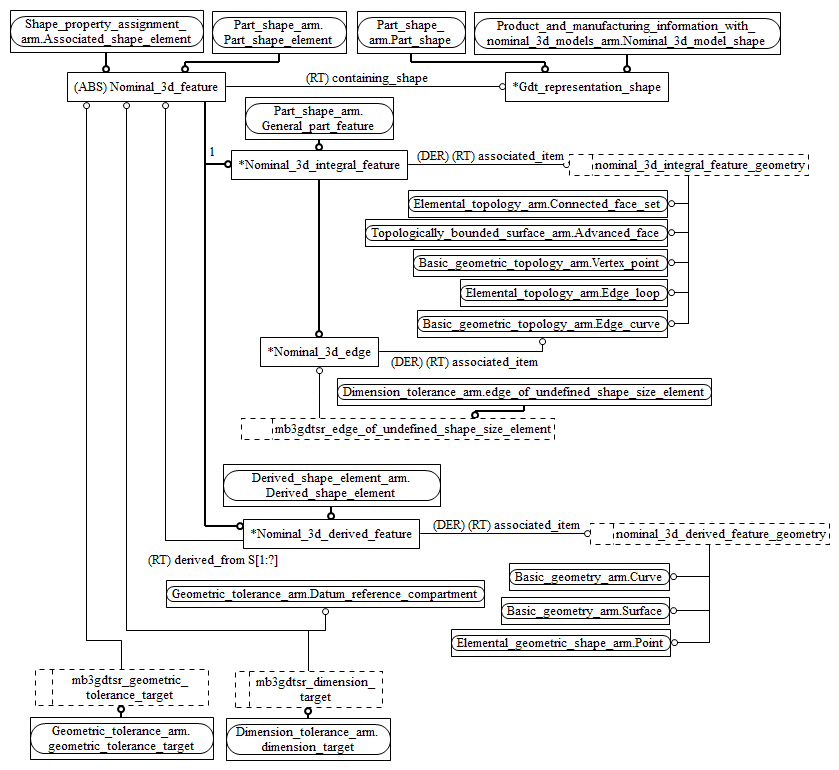 Shape_property_assignment_
arm.Associated_shape_element
Part_shape_arm.
Part_shape_element
Part_shape_
arm.Part_shape
Product_and_manufacturing_information_with_
nominal_3d_models_arm.Nominal_3d_model_shape
(ABS) Nominal_3d_feature
(RT) containing_shape
*Gdt_representation_shape
Part_shape_arm.
General_part_feature
1
*Nominal_3d_integral_feature
(DER) (RT) associated_item
nominal_3d_integral_feature_geometry
Elemental_topology_arm.Connected_face_set
Topologically_bounded_surface_arm.Advanced_face
Basic_geometric_topology_arm.Vertex_point
Elemental_topology_arm.Edge_loop
Basic_geometric_topology_arm.Edge_curve
*Nominal_3d_edge
(DER) (RT) associated_item
Dimension_tolerance_arm.edge_of_undefined_shape_size_element
mb3gdtsr_edge_of_undefined_shape_size_element
Derived_shape_element_arm.
Derived_shape_element
*Nominal_3d_derived_feature
(DER) (RT) associated_item
nominal_3d_derived_feature_geometry
(RT) derived_from S[1:?]
Basic_geometry_arm.Curve
Geometric_tolerance_arm.Datum_reference_compartment
Basic_geometry_arm.Surface
Elemental_geometric_shape_arm.Point
mb3gdtsr_geometric_
tolerance_target
mb3gdtsr_dimension_
target
Geometric_tolerance_arm.
geometric_tolerance_target
Dimension_tolerance_arm.
dimension_target